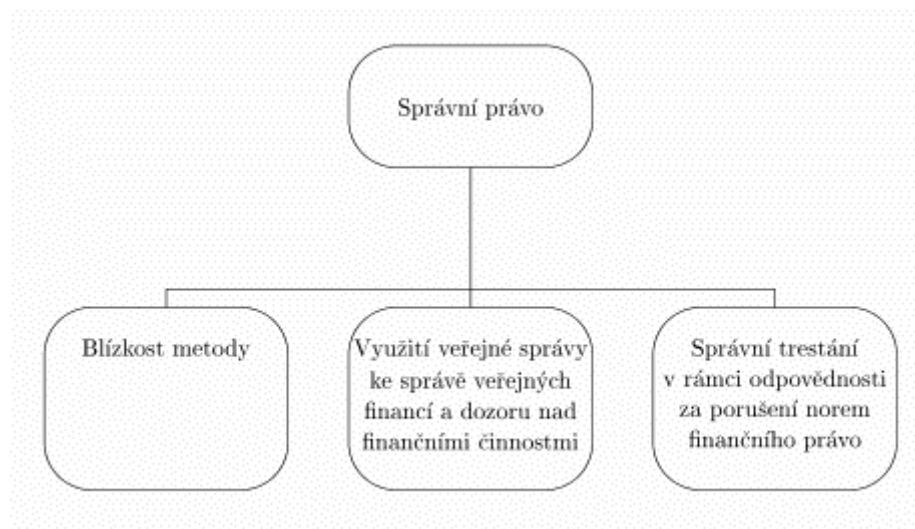 Správní právo
Blízkost metody
Využití veřejné správy
ke správě veřejných
financí a dozoru nad
finančními činnostmi
Správní trestání
v rámci odpovědnosti
za porušení norem
finančního právo